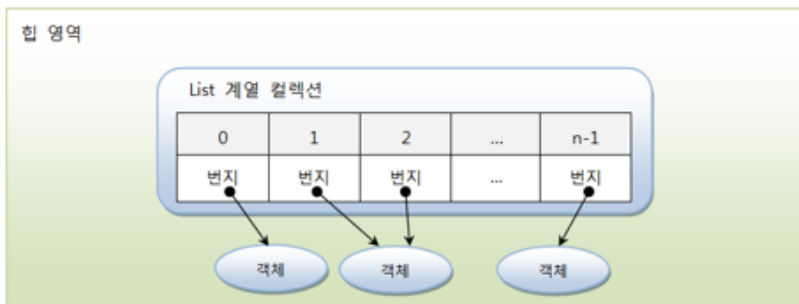 힙 영역
List 계열 컬렉션
0 1 2 ... n-1
번지 번지 번지 ... 번지
객체 객체 객체